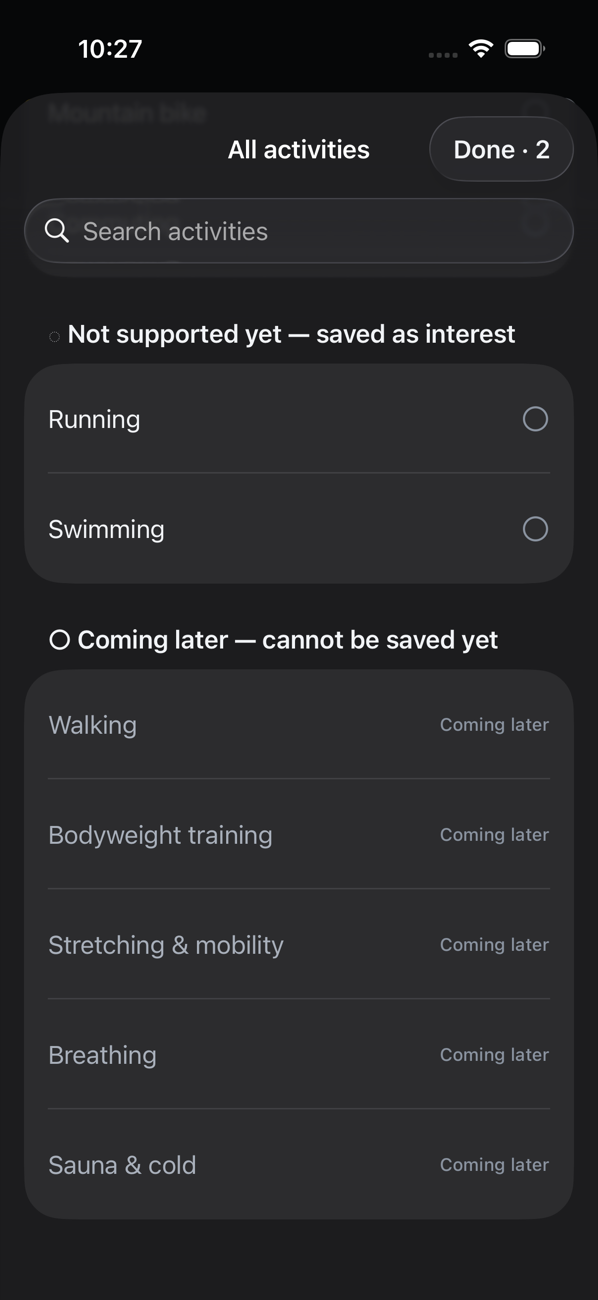 10:27
Mountain bike
All activities
Done · 2
Search activities
Not supported yet — saved as interest
Running
Swimming
Coming later — cannot be saved yet
Walking
Coming later
Bodyweight training
Coming later
Stretching & mobility
Coming later
Breathing
Coming later
Sauna & cold
Coming later